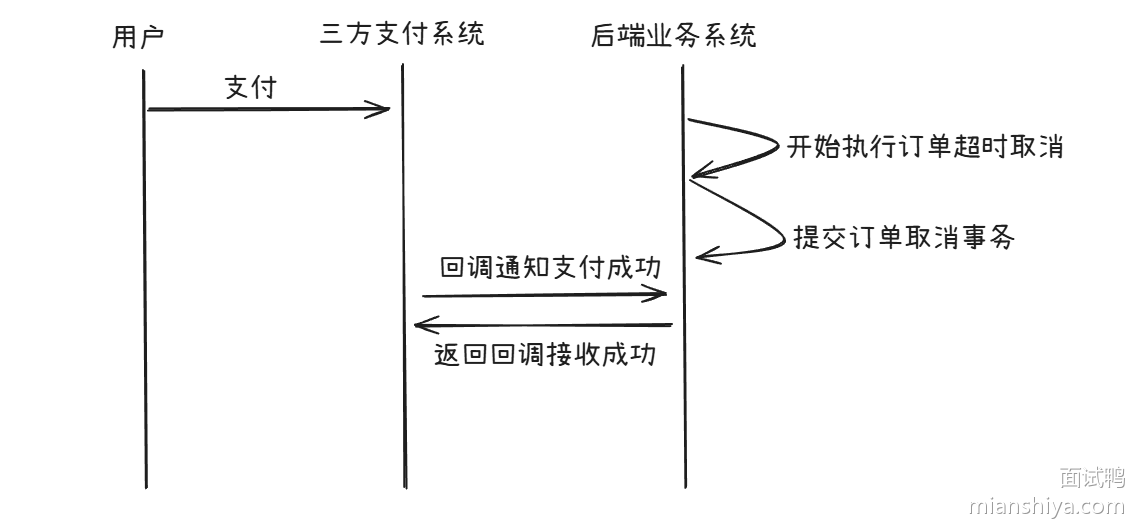 用户
三方支付系统
后端业务系统
支付
开始执行订单超时取消
提交订单取消事务
回调通知支付成功
返回回调接收成功
面试鸭
mianshiya.com